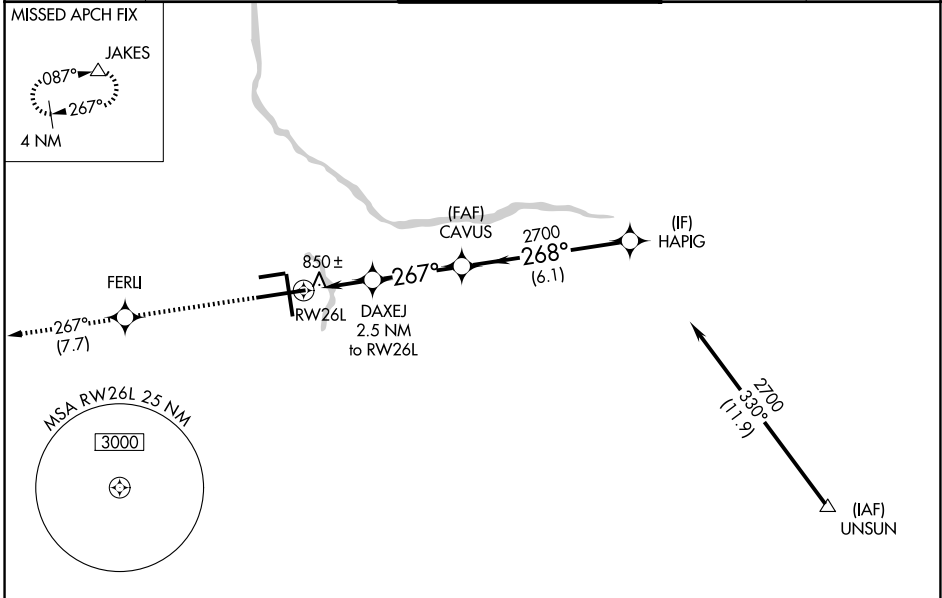 MISSED APCH FIX
JAKES
087°
267°
4 NM
(FAF)
CAVUS
2700
268°
(6.1)
(IF)
HAPIG
850 ±
267°
FERLI
RW26L
DAXEJ
2.5 NM
to RW26L
267°
(7.7)
MSA RW26L 25 NM
3000
2700
330°
(11.9)
(IAF)
UNSUN